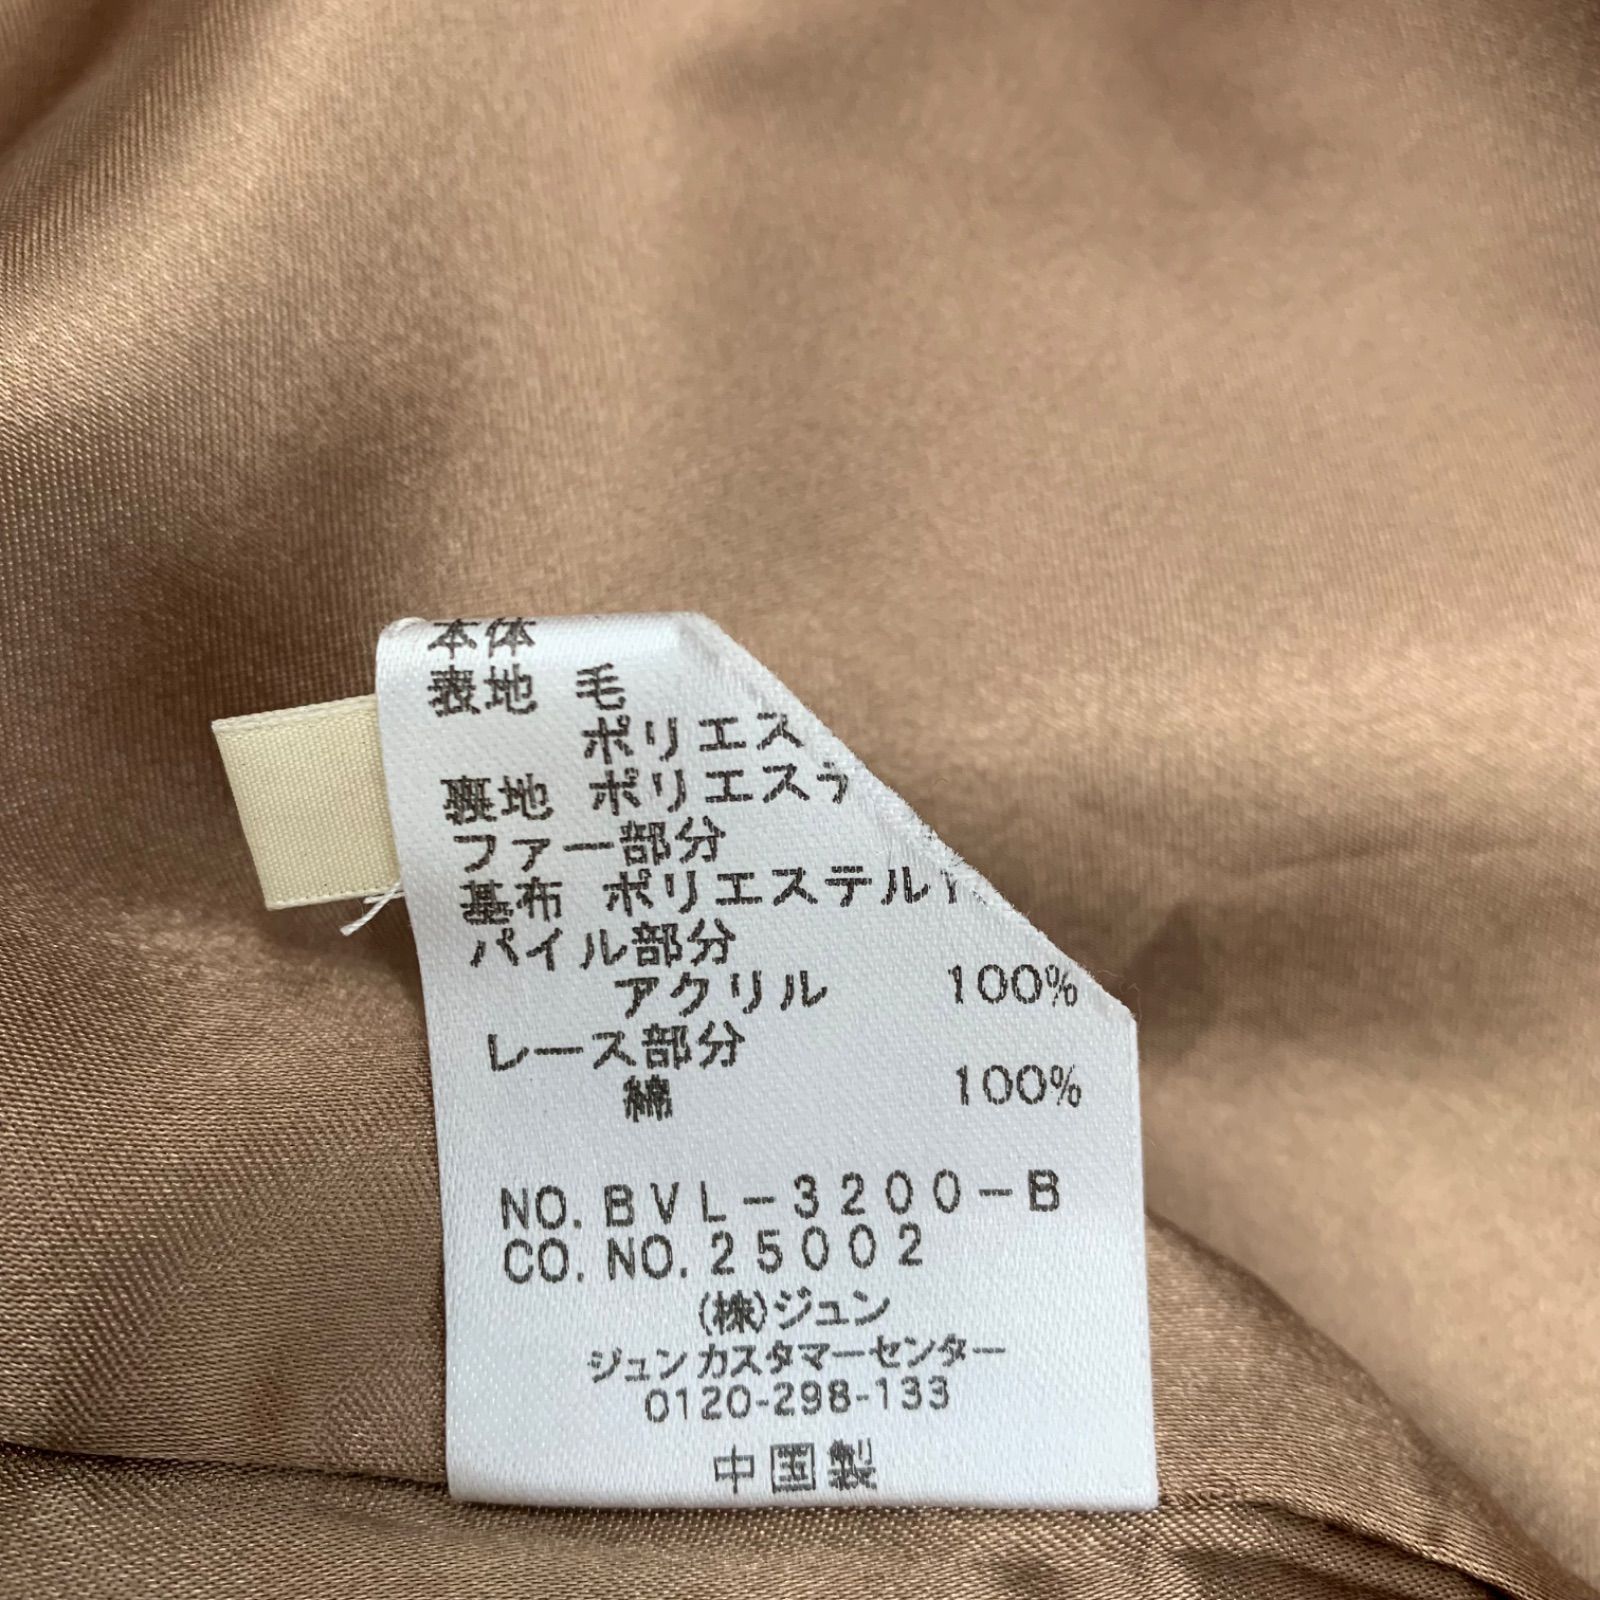 本体
表地 毛
ポリエス
裏地 ポリエス
ファー部分
基布 ポリエステル
パイル部分
アクリル 100%
レース部分
綿 100%
NO. BVL-3200-B
CO. NO. 25002
(株)ジュン
ジュンカスタマーセンター
0120-298-133
中国製